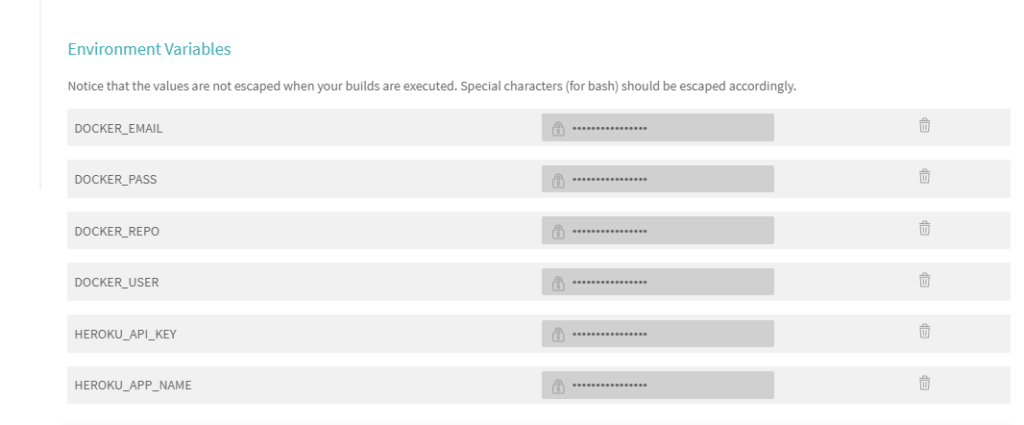 Environment Variables
Notice that the values are not escaped when your builds are executed. Special characters (for bash) should be escaped accordingly.
DOCKER_EMAIL ••••••••••••••••
DOCKER_PASS ••••••••••••••••
DOCKER_REPO ••••••••••••••••
DOCKER_USER ••••••••••••••••
HEROKU_API_KEY ••••••••••••••••
HEROKU_APP_NAME ••••••••••••••••